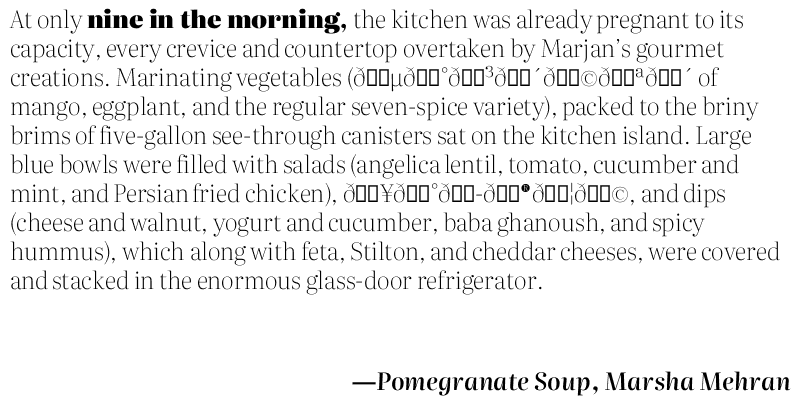 At only nine in the morning, the kitchen was already pregnant to its
capacity, every crevice and countertop overtaken by Marjan's gourmet
creations. Marinating vegetables ( of
mango, eggplant, and the regular seven-spice variety), packed to the briny
brims of five-gallon see-through canisters sat on the kitchen island. Large
blue bowls were filled with salads (angelica lentil, tomato, cucumber and
mint, and Persian fried chicken), , and dips
(cheese and walnut, yogurt and cucumber, baba ghanoush, and spicy
hummus), which along with feta, Stilton, and cheddar cheeses, were covered
and stacked in the enormous glass-door refrigerator.
—Pomegranate Soup, Marsha Mehran